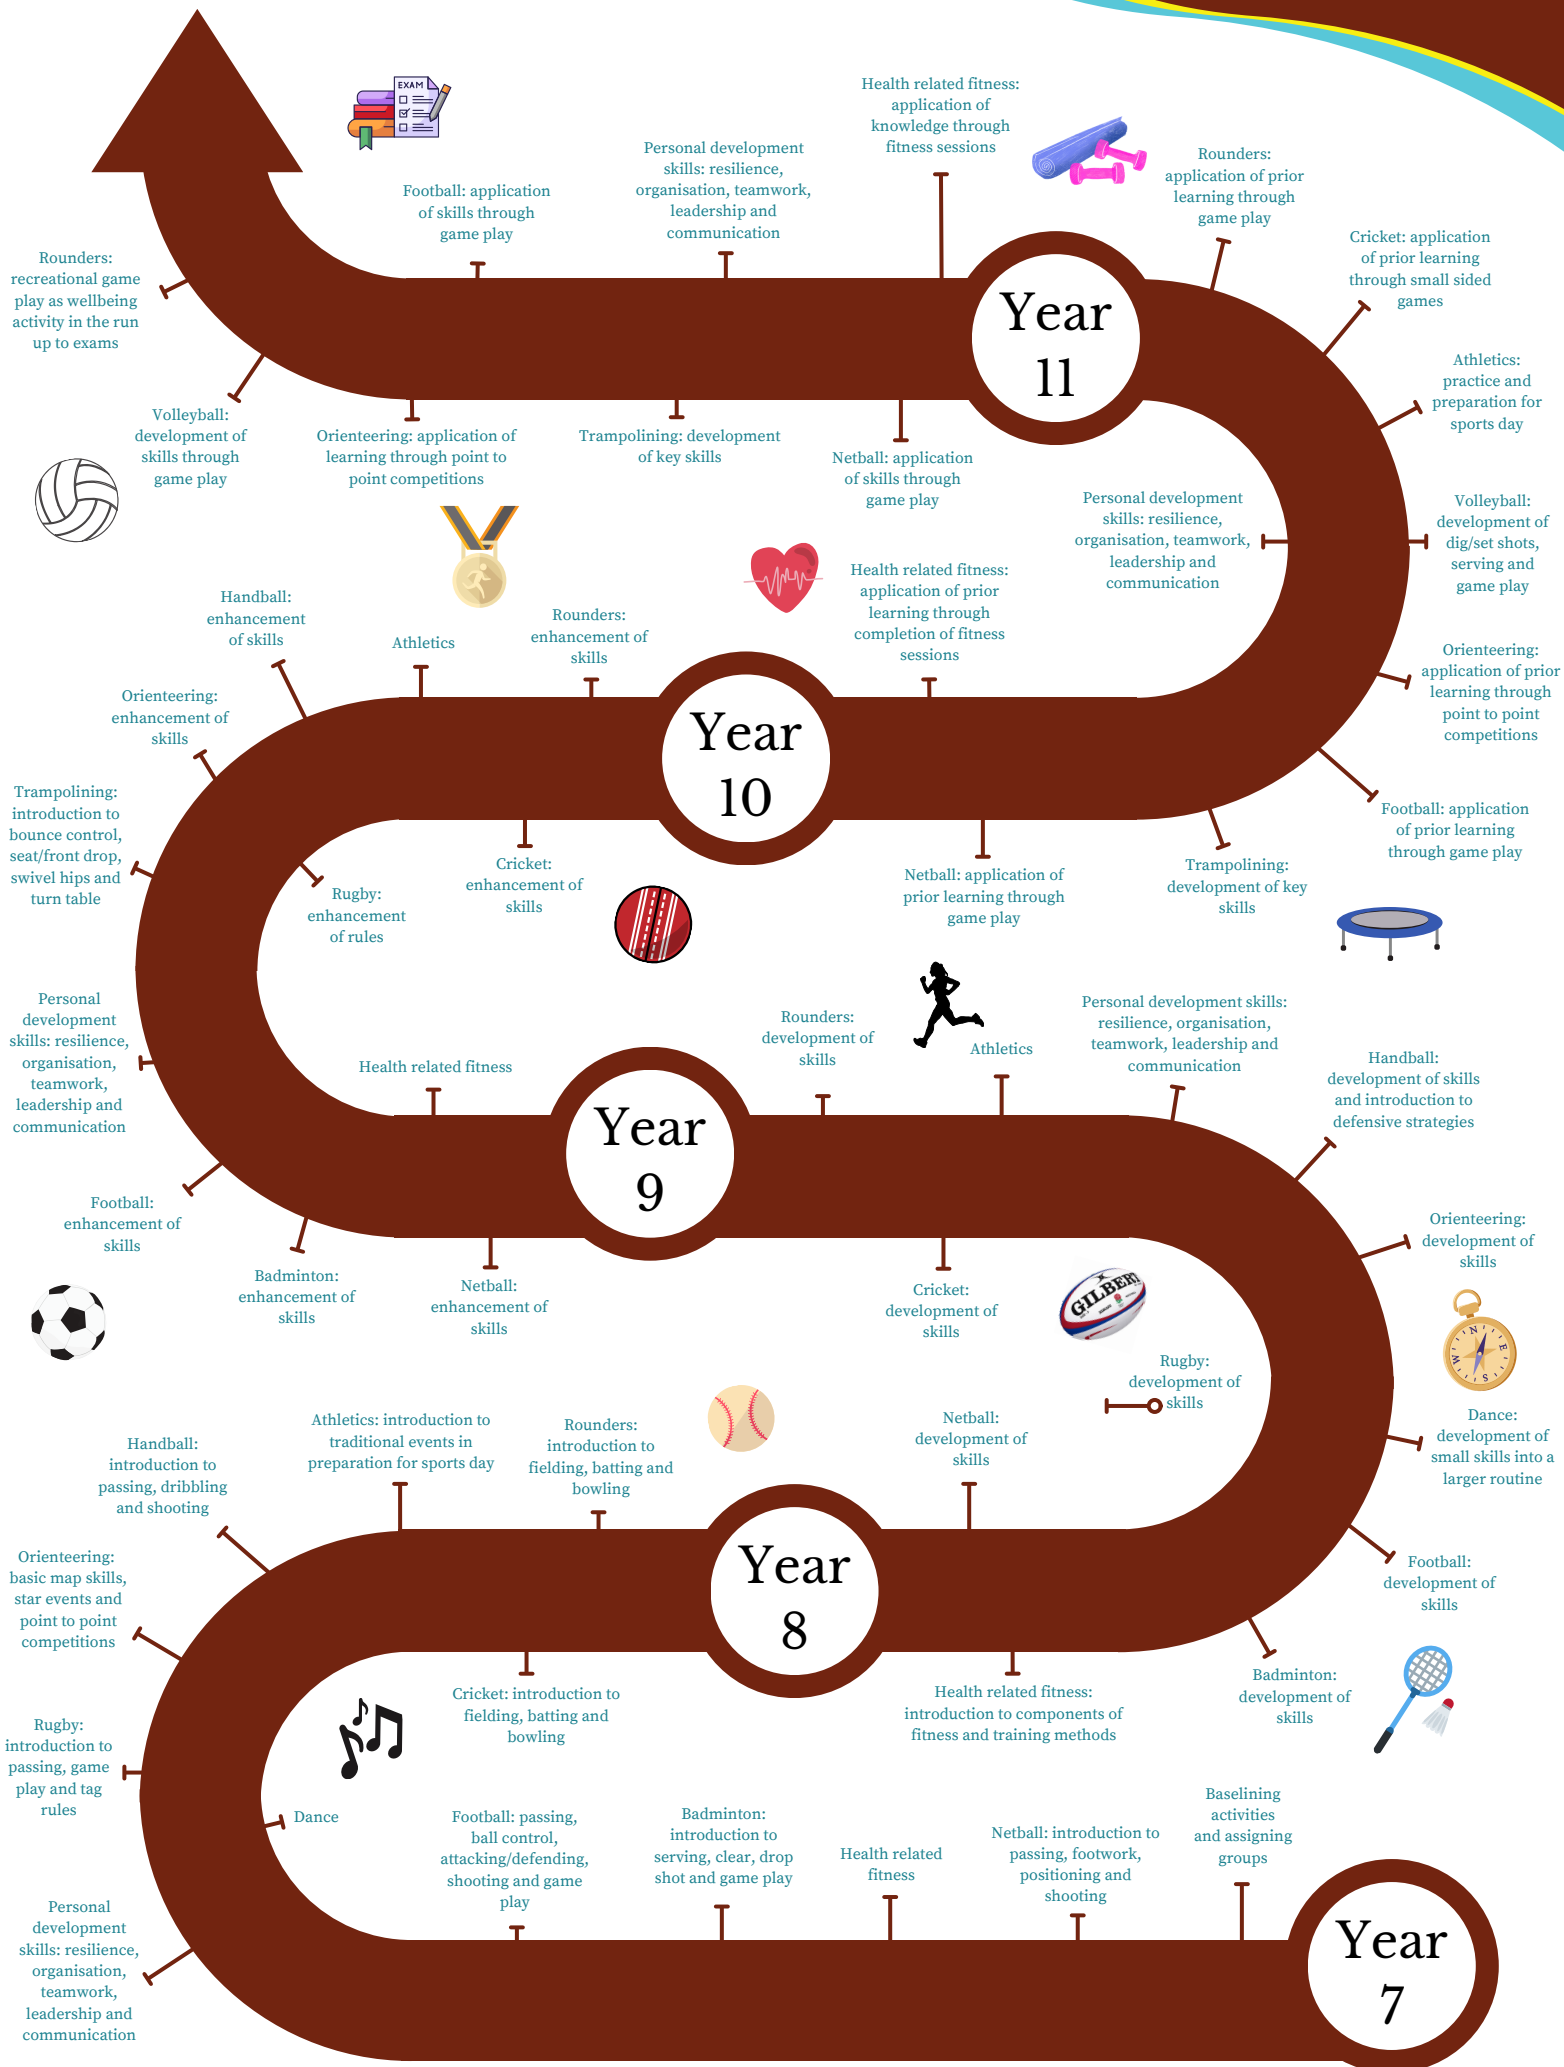 EXAM
Health related fitness:
application of
knowledge through
fitness sessions
Personal development
skills: resilience,
organisation, teamwork,
leadership and
communication
Rounders:
application of prior
learning through
game play
Football: application
of skills through
game play
Cricket: application
of prior learning
through small sided
games
Rounders:
recreational game
play as wellbeing
activity in the run
up to exams
Year
11
Athletics:
practice and
preparation for
sports day
Volleyball:
development of
skills through
game play
Orienteering: application of
learning through point to
point competitions
Trampolining: development
of key skills
Netball: application
of skills through
game play
Personal development
skills: resilience,
organisation, teamwork,
leadership and
communication
Volleyball:
development of
dig/set shots,
serving and
game play
Health related fitness:
application of prior
learning through
completion of fitness
sessions
Handball:
enhancement
of skills
Athletics
Rounders:
enhancement of
skills
Orienteering:
application of prior
learning through
point to point
competitions
Orienteering:
enhancement of
skills
Year
10
Trampolining:
introduction to
bounce control,
seat/front drop,
swivel hips and
turn table
Football: application
of prior learning
through game play
Rugby:
enhancement
of rules
Cricket:
enhancement of
skills
Netball: application of
prior learning through
game play
Trampolining:
development of key
skills
Personal
development
skills: resilience,
organisation,
teamwork,
leadership and
communication
Health related fitness
Rounders:
development of
skills
Athletics
Personal development skills:
resilience, organisation,
teamwork, leadership and
communication
Handball:
development of skills
and introduction to
defensive strategies
Year
9
Football:
enhancement of
skills
Badminton:
enhancement of
skills
Netball:
enhancement of
skills
Cricket:
development of
skills
GILBERT
Orienteering:
development of
skills
N
E
S
W
Rugby:
development of
skills
Dance:
development of
small skills into a
larger routine
Handball:
introduction to
passing, dribbling
and shooting
Athletics: introduction to
traditional events in
preparation for sports day
Rounders:
introduction to
fielding, batting and
bowling
Netball:
development of
skills
Year
8
Football:
development of
skills
Orienteering:
basic map skills,
star events and
point to point
competitions
Cricket: introduction to
fielding, batting and
bowling
Health related fitness:
introduction to components of
fitness and training methods
Badminton:
development of
skills
Rugby:
introduction to
passing, game
play and tag
rules
Dance
Football: passing,
ball control,
attacking/defending,
shooting and game
play
Badminton:
introduction to
serving, clear, drop
shot and game play
Health related
fitness
Netball: introduction to
passing, footwork,
positioning and
shooting
Baselining
activities
and assigning
groups
Personal
development
skills: resilience,
organisation,
teamwork,
leadership and
communication
Year
7